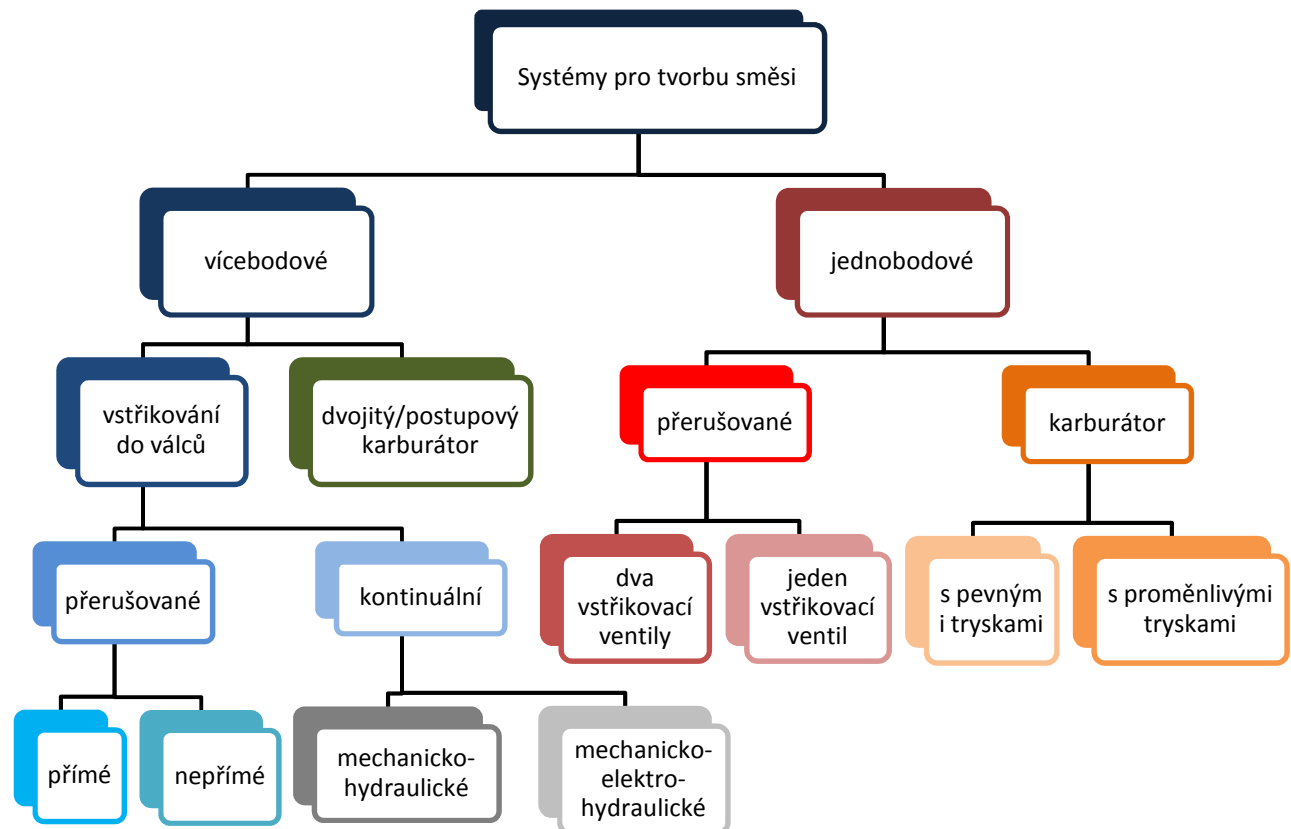 Systémy pro tvorbu směsi
vícebodové
jednobodové
vstřikování
do válců
dvojitý/postupový
karburátor
přerušované
karburátor
přerušované
kontinuální
dva
vstřikovací
ventily
jeden
vstřikovací
ventil
s pevným
i tryskami
s proměnlivými
tryskami
přímé
nepřímé
mechanicko-
hydraulické
mechanicko-
elektro-
hydraulické